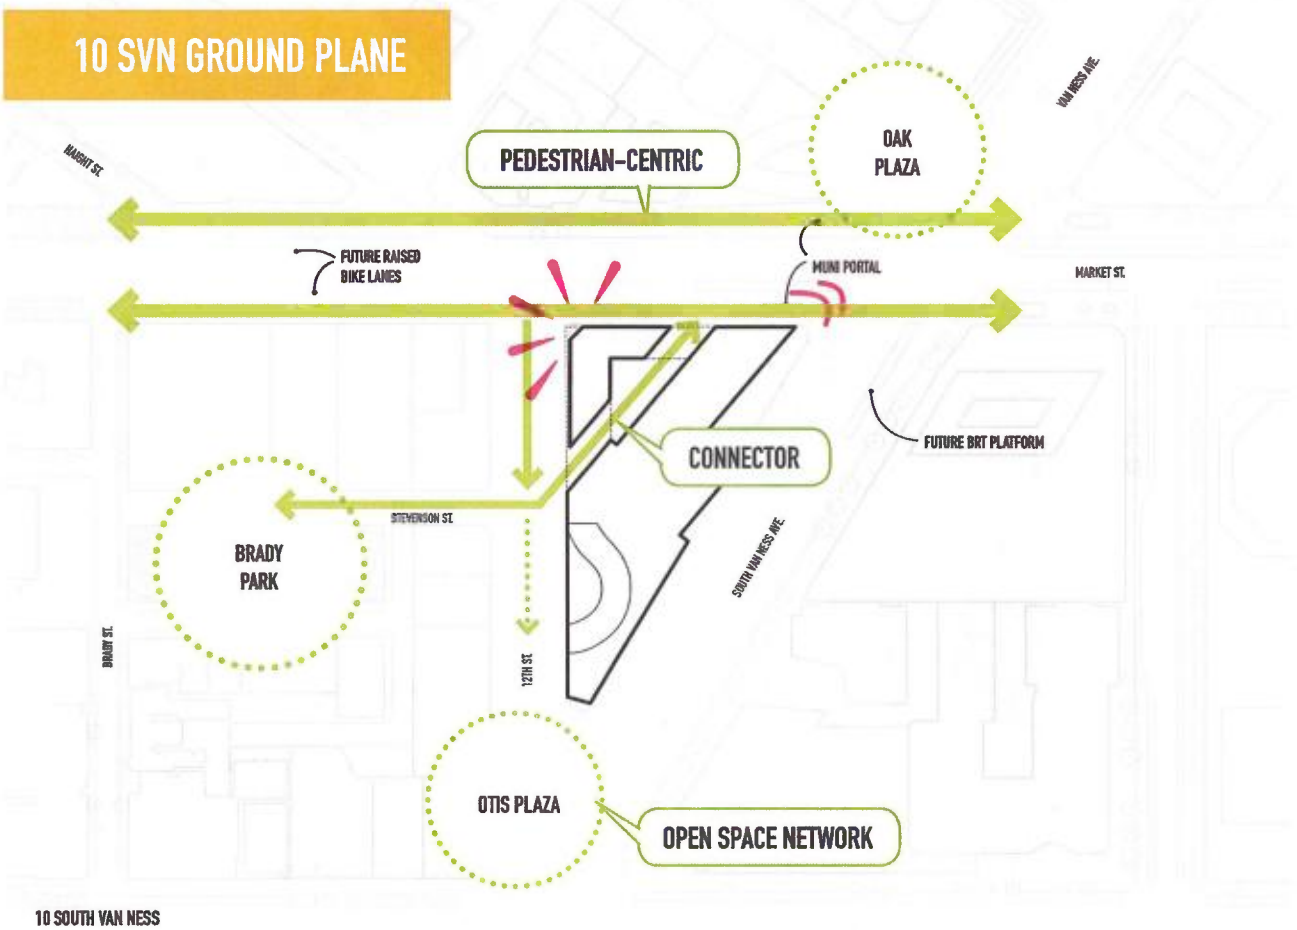 10 SVN GROUND PLANE
VAN NESS AVE.
OAK
PLAZA
HAIGHT ST.
PEDESTRIAN-CENTRIC
FUTURE RAISED
BIKE LANES
MUNI PORTAL
MARKET ST.
FUTURE BRT PLATFORM
CONNECTOR
STEVENSON ST.
BRADY
PARK
SOUTH VAN NESS AVE.
BRADY ST.
12TH ST.
OTIS PLAZA
OPEN SPACE NETWORK
10 SOUTH VAN NESS